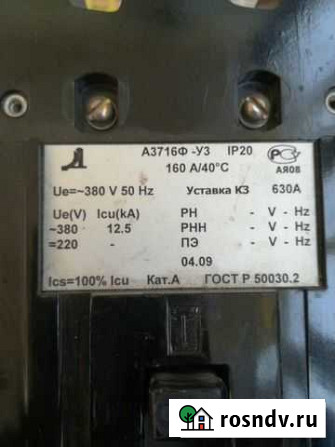 А3716Ф -У3 IP20
160 А/40°С
РСТ
АЯ08
Ue=~380 V 50 Hz Уставка КЗ 630А
Ue(V) Icu(kA) РН - V - Hz
~380 12.5 РНН - V - Hz
=220 - ПЭ - V - Hz
04.09
Ics=100% Icu Кат.А ГОСТ Р 50030.2
rosndv.ru